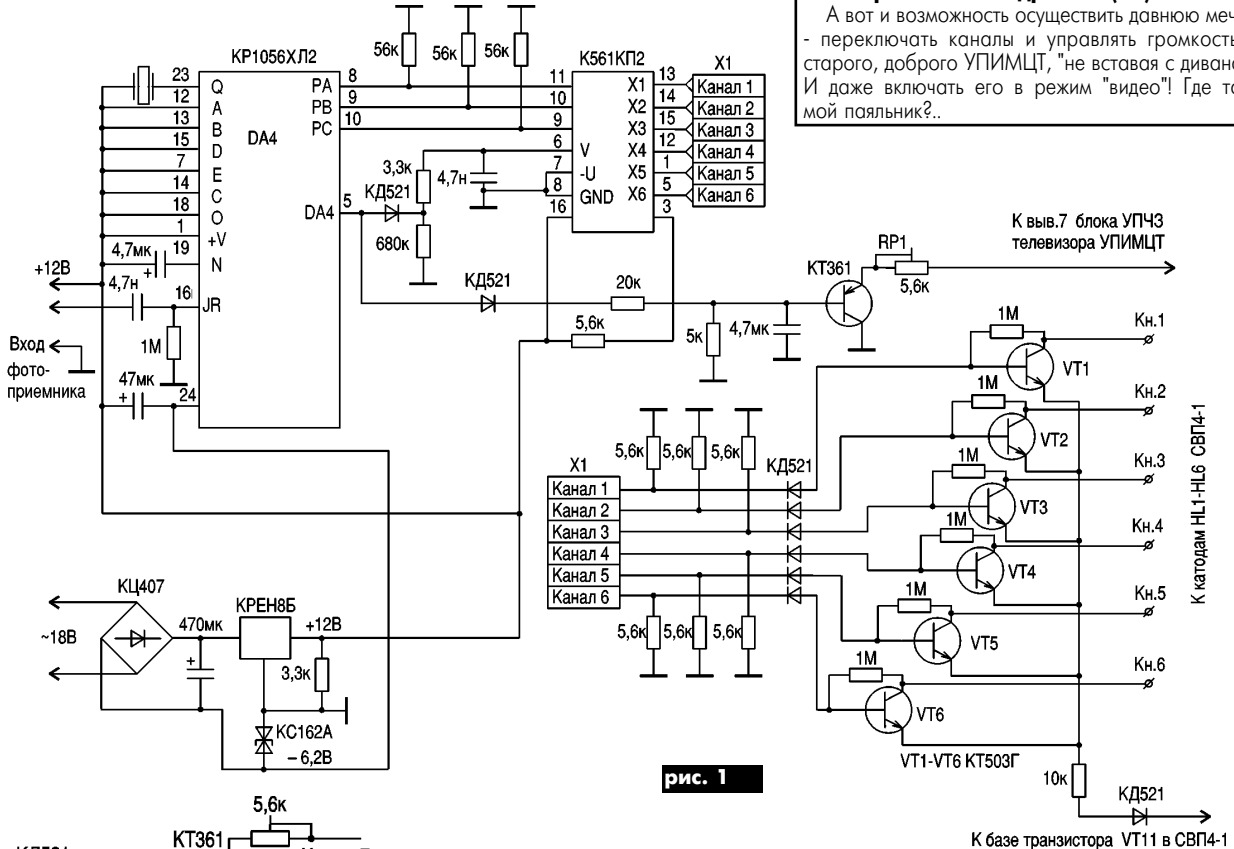 А вот и возможность осуществить давнюю меч
- переключать каналы и управлять громкость
старого, доброго УПИМЦТ, "не вставая с дивано
И даже включать его в режим "видео"! Где то
мой паяльник?..
56к
56к
56к
КР1056ХЛ2
К561КП2
X1
23
12
13
15
7
14
18
1
19
16
24
Q
A
B
D
E
C
O
+V
N
JR
DA4
PA
PB
PC
DA4
8
9
10
5
11
10
9
6
7
8
16
V
-U
GND
X1
X2
X3
X4
X5
X6
13
14
15
12
1
5
3
Канал 1
Канал 2
Канал 3
Канал 4
Канал 5
Канал 6
3,3к
4,7н
КД521
680к
4,7мк
+
+12В
4,7н
1М
Вход
фото-
приемника
47мк
+
КД521
20к
5,6к
5к
4,7мк
КТ361
RP1
5,6к
К выв.7 блока УПЧЗ
телевизора УПИМЦТ
1М
Кн.1
VT1
1М
Кн.2
VT2
1М
Кн.3
VT3
1М
Кн.4
VT4
1М
Кн.5
VT5
1М
Кн.6
VT6
К катодам HL1-HL6 СВП4-1
5,6к
5,6к
5,6к
КД521
X1
Канал 1
Канал 2
Канал 3
Канал 4
Канал 5
Канал 6
5,6к
5,6к
5,6к
VT1-VT6 КТ503Г
10к
КД521
К базе транзистора VT11 в СВП4-1
КЦ407
~18В
470мк
+
КРЕН8Б
+12В
3,3к
КС162А
– 6,2В
рис. 1
5,6к
КТ361